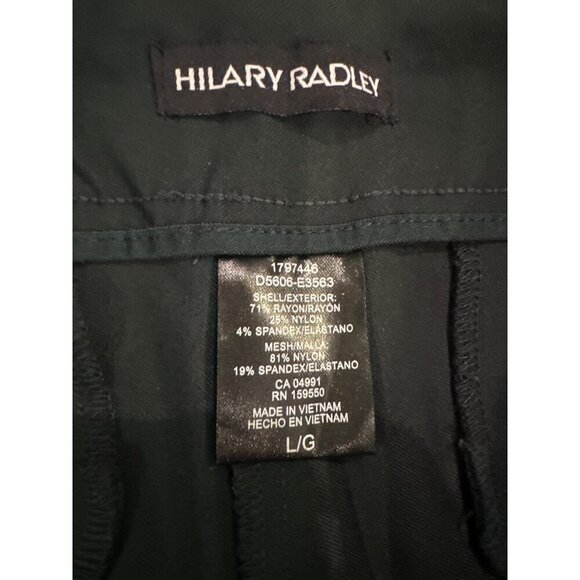 HILARY RADLEY
1797446
D5606-E3563
SHELL/EXTERIOR:
71% RAYON/RAYÓN
25% NYLON
4% SPANDEX/ELASTANO
MESH/MALLA:
81% NYLON
19% SPANDEX/ELASTANO
CA 04991
RN 159550
MADE IN VIETNAM
HECHO EN VIETNAM
L/G